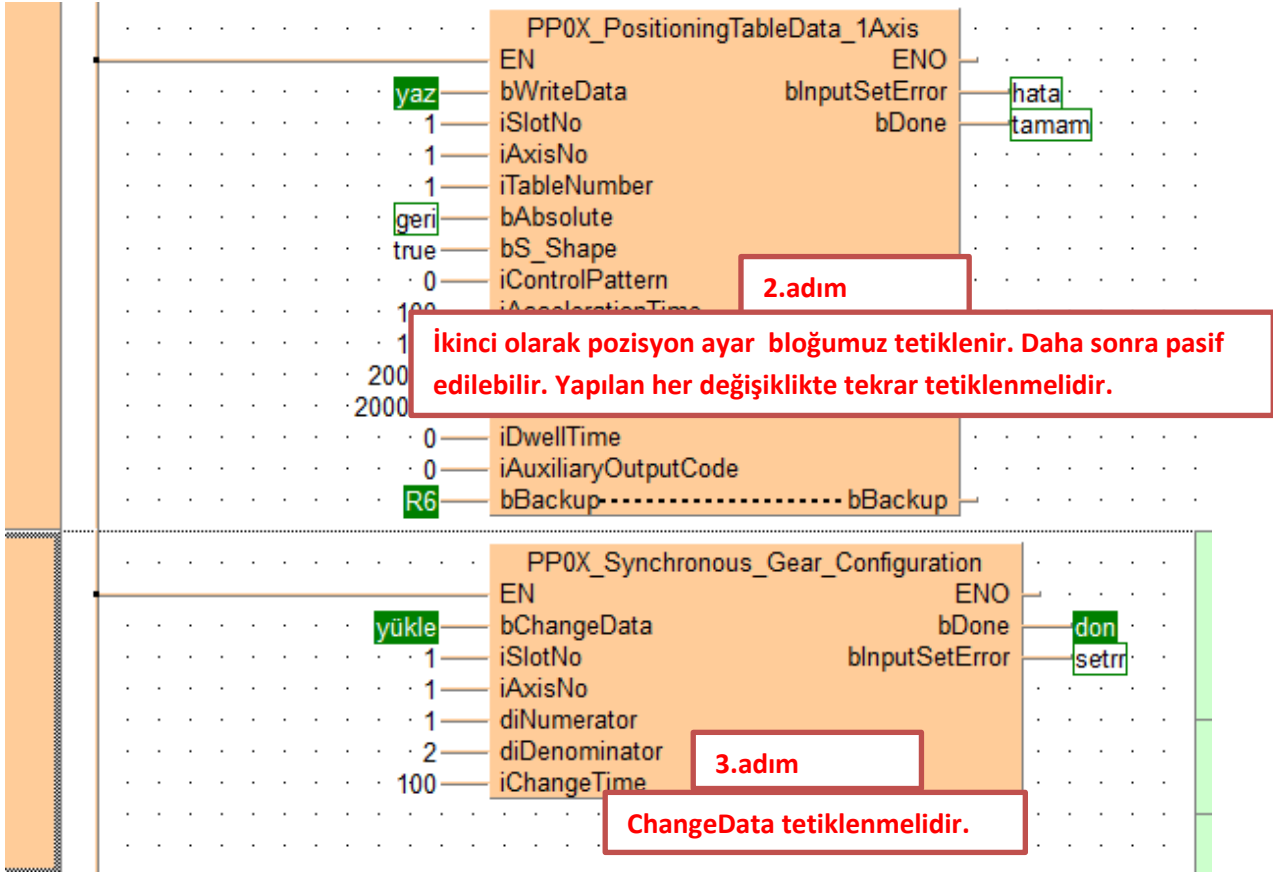 PP0X_PositioningTableData_1Axis
EN ENO
yaz bWriteData bInputSetError hata
1 iSlotNo bDone tamam
1 iAxisNo
1 iTableNumber
geri bAbsolute
true bS_Shape
0 iControlPattern
2.adım
İkinci olarak pozisyon ayar bloğumuz tetiklenir. Daha sonra pasif
edilebilir. Yapılan her değişiklikte tekrar tetiklenmelidir.
0 iDwellTime
0 iAuxiliaryOutputCode
R6 bBackup bBackup
PP0X_Synchronous_Gear_Configuration
EN ENO
yükle bChangeData bDone don
1 iSlotNo bInputSetError setrr
1 iAxisNo
1 diNumerator
2 diDenominator
3.adım
100 iChangeTime
ChangeData tetiklenmelidir.